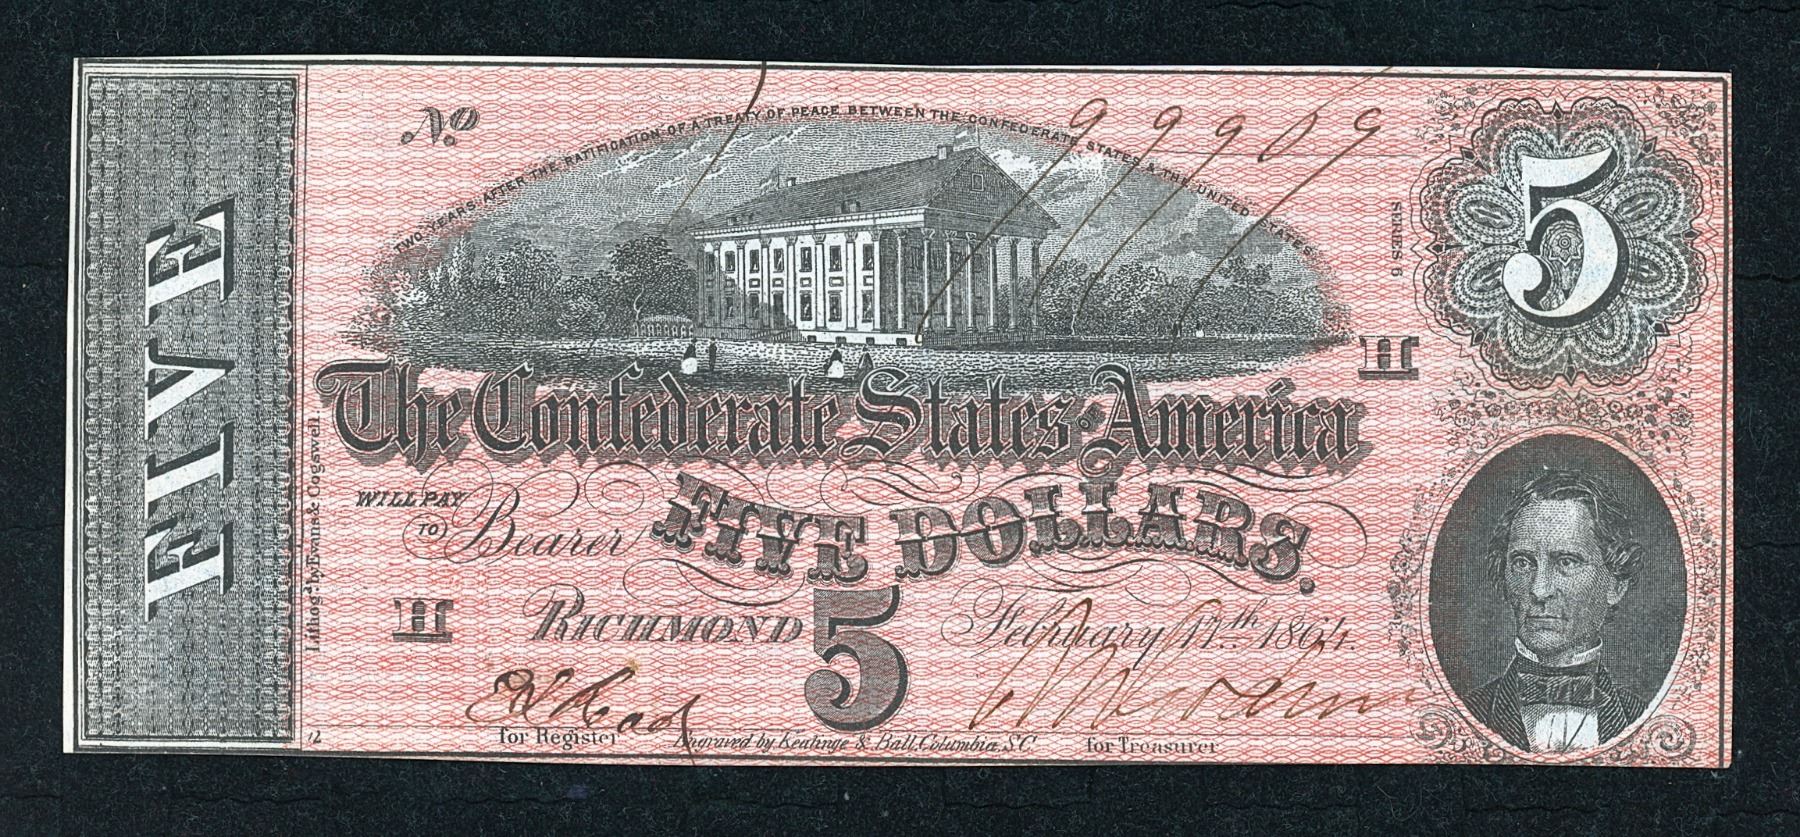 FIVE
No
TWO YEARS AFTER THE RATIFICATION OF A TREATY OF PEACE BETWEEN THE CONFEDERATE STATES & THE UNITED STATES
5
SERIES 6
H
The Confederate States of America
WILL PAY
TO Bearer FIVE DOLLARS.
H RICHMOND 5 February 17th 1864.
for Register
Engraved by Keatinge & Ball, Columbia, S.C.
for Treasurer
Lithog'd by Evans & Cogswell
12